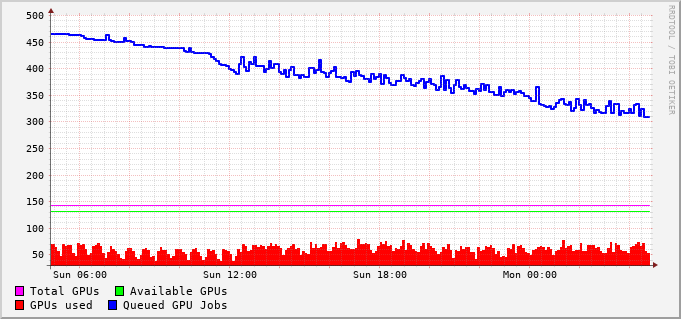 500
450
400
350
300
250
200
150
100
50
Sun 06:00 Sun 12:00 Sun 18:00 Mon 00:00
Total GPUs Available GPUs
GPUs used Queued GPU Jobs
RRDTOOL / TOBI OETIKER